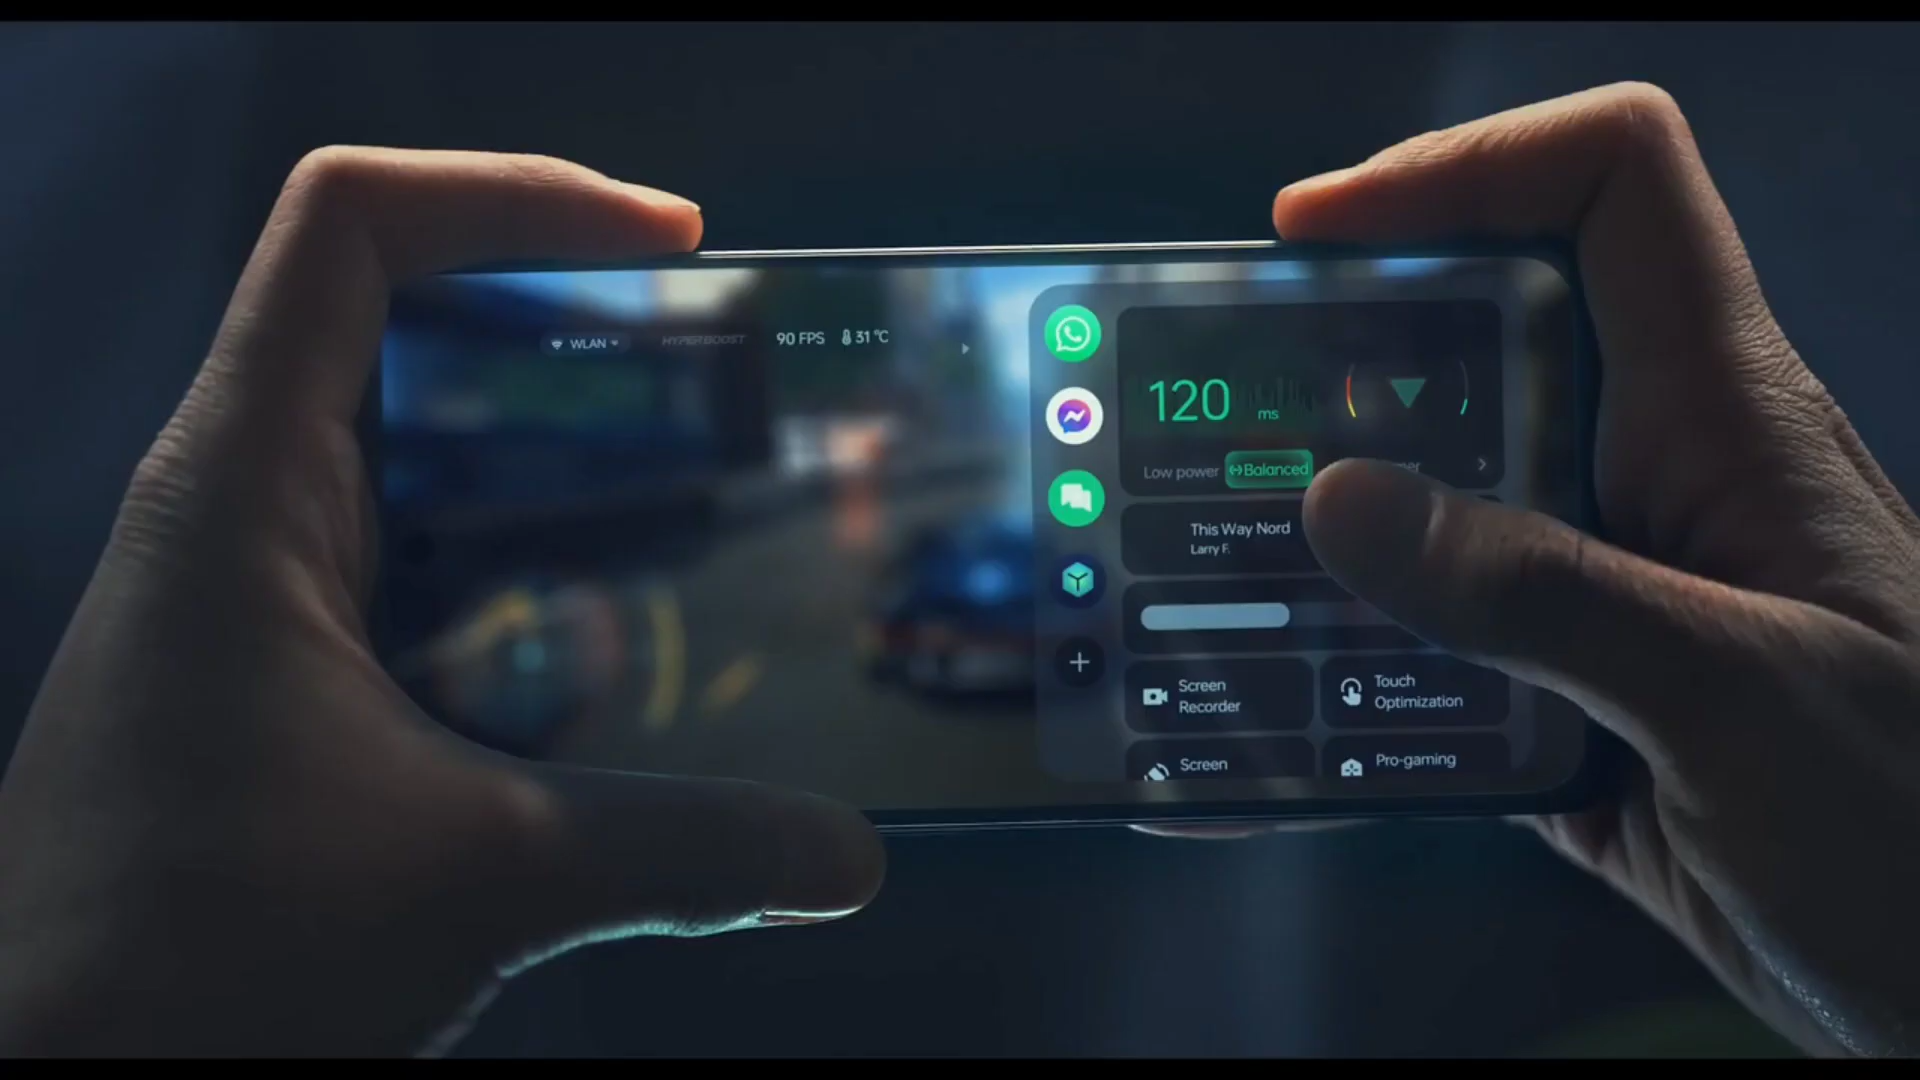 WLAN
HYPERBOOST
90 FPS
31 ℃
120
ms
Low power
Balanced
This Way Nord
Larry F.
Screen
Recorder
Touch
Optimization
Screen
Pro-gaming